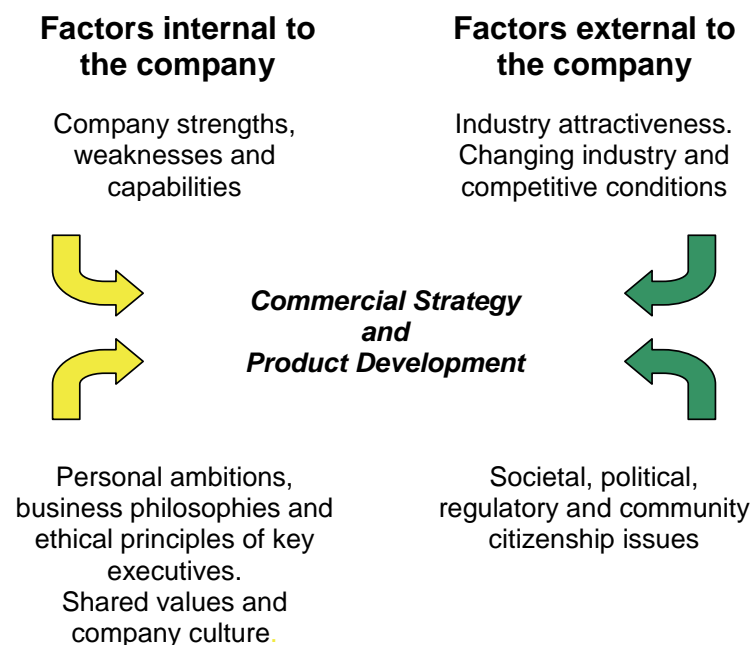 Factors internal to
the company
Factors external to
the company
Company strengths,
weaknesses and
capabilities
Industry attractiveness.
Changing industry and
competitive conditions
Commercial Strategy
and
Product Development
Personal ambitions,
business philosophies and
ethical principles of key
executives.
Shared values and
company culture.
Societal, political,
regulatory and community
citizenship issues